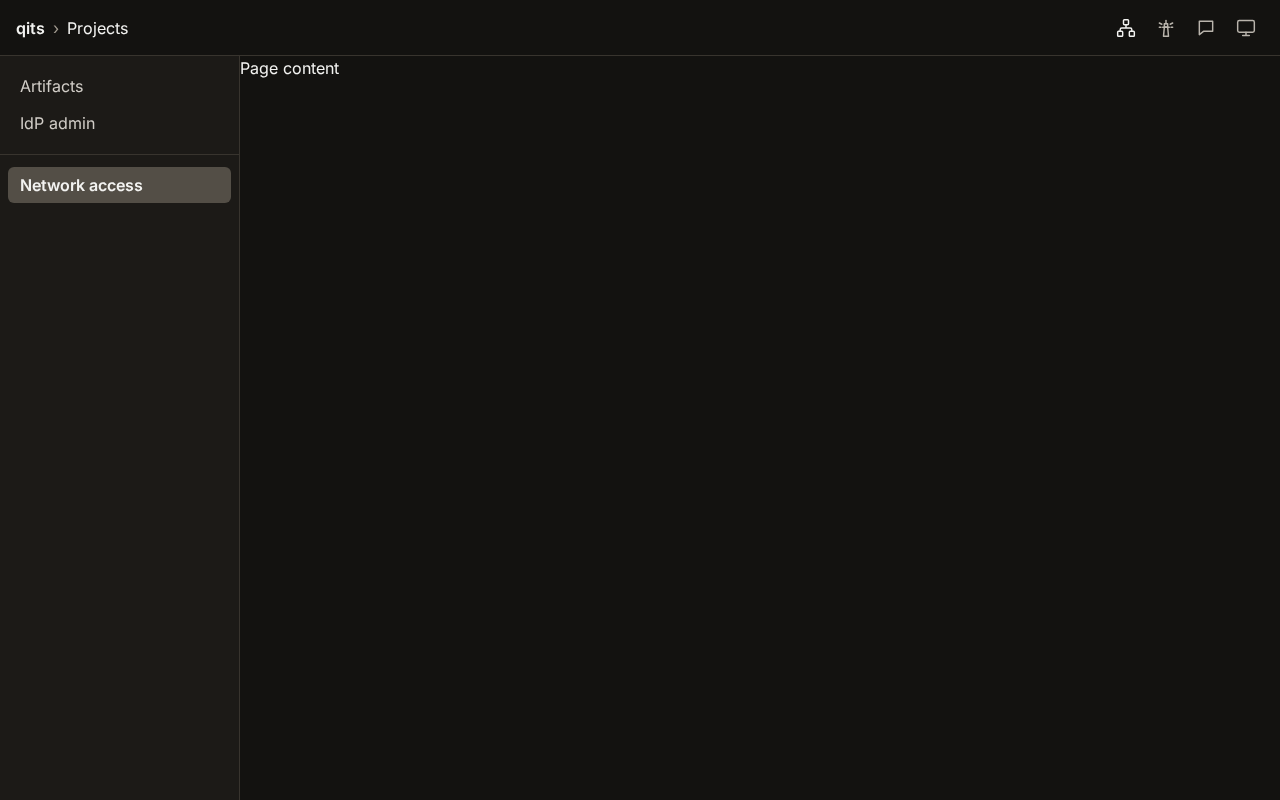 qits › Projects
Artifacts
IdP admin
Network access
Page content